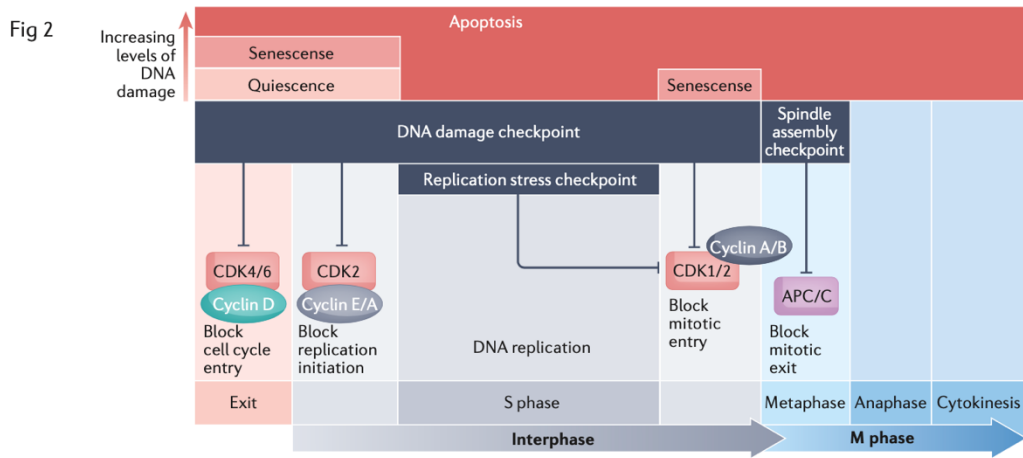 Fig 2
Increasing
levels of
DNA
damage
Apoptosis
Senescense
Quiescence
Senescense
DNA damage checkpoint
Spindle
assembly
checkpoint
Replication stress checkpoint
CDK4/6
Cyclin D
Block
cell cycle
entry
CDK2
Cyclin E/A
Block
replication
initiation
DNA replication
Cyclin A/B
CDK1/2
Block
mitotic
entry
APC/C
Block
mitotic
exit
Exit
S phase
Metaphase
Anaphase
Cytokinesis
Interphase
M phase